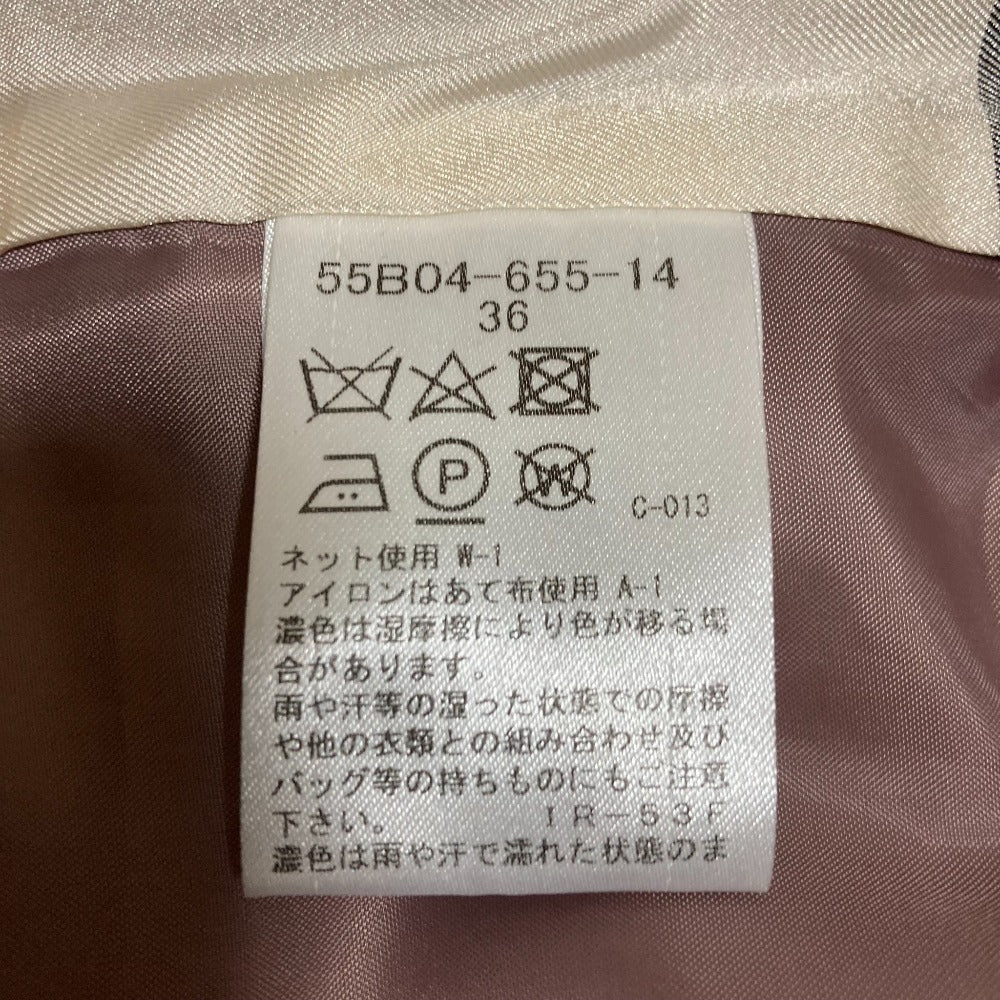 55B04-655-14
36
P
W
C-013
ネット使用 W-1
アイロンはあて布使用 A-1
濃色は湿摩擦により色が移る場
合があります。
雨や汗等の湿った状態での摩擦
や他の衣類との組み合わせ及び
バッグ等の持ちものにもご注意
下さい。 IR-53F
濃色は雨や汗で濡れた状態のま